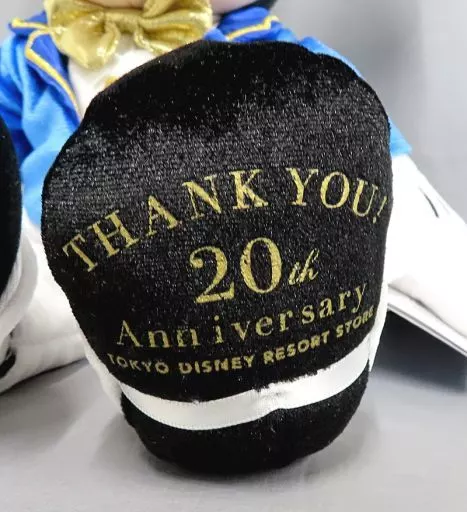 THANK YOU!
20th
Anniversary
TOKYO DISNEY RESORT STORE